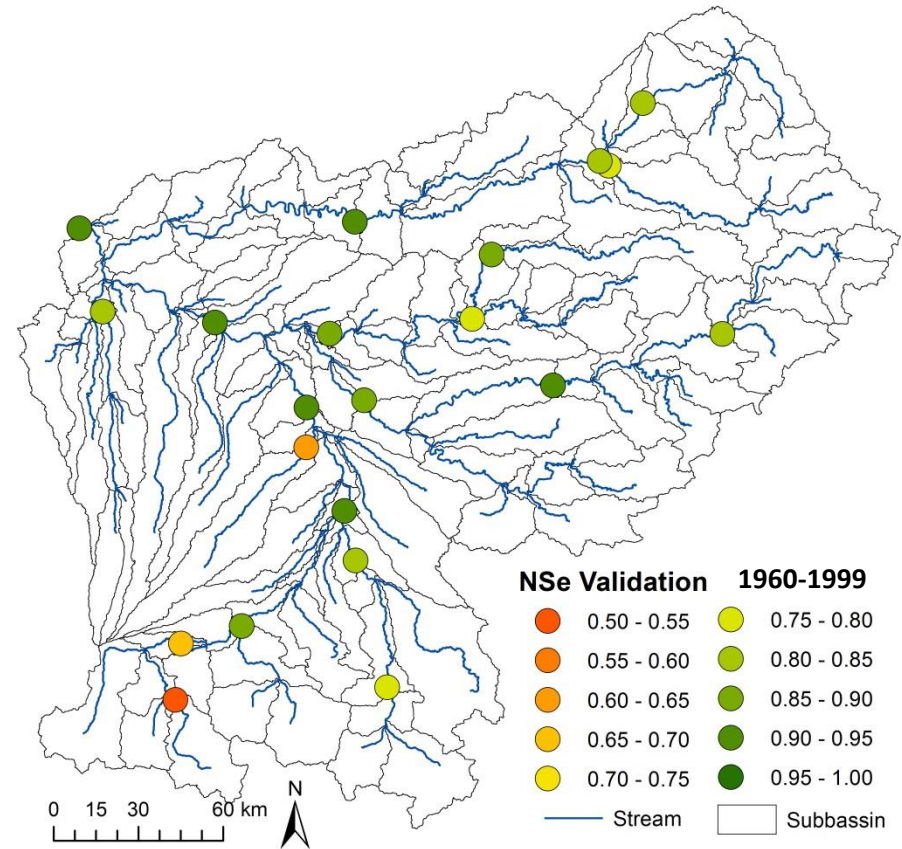 NSe Validation 1960-1999
0.50 - 0.55 0.75 - 0.80
0.55 - 0.60 0.80 - 0.85
0.60 - 0.65 0.85 - 0.90
0.65 - 0.70 0.90 - 0.95
0.70 - 0.75 0.95 - 1.00
Stream Subbassin
N
0 15 30 60 km